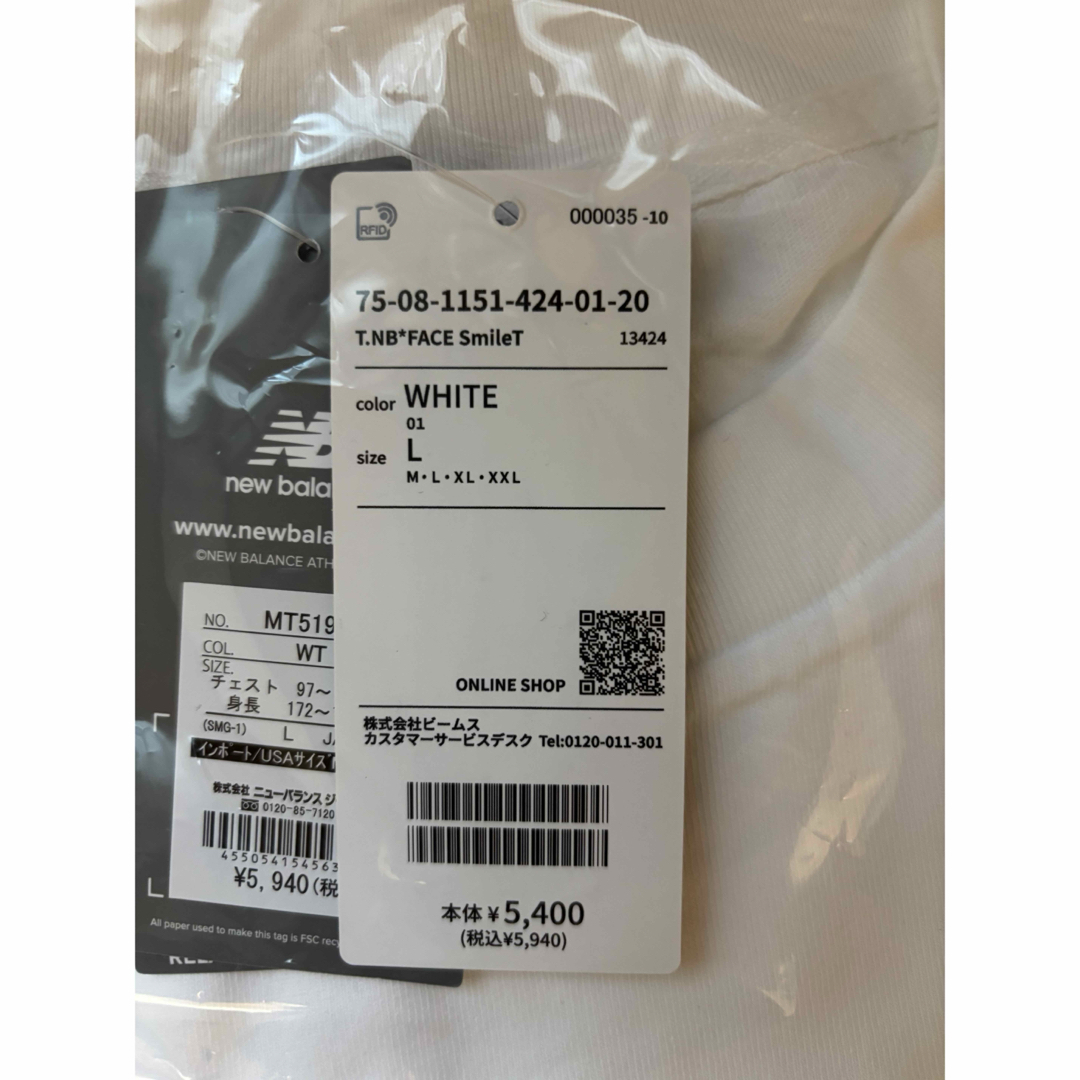 RFID
000035 -10
75-08-1151-424-01-20
T.NB*FACE SmileT 13424
color WHITE
01
size L
M・L・XL・XXL
ONLINE SHOP
株式会社ビームス
カスタマーサービスデスク Tel:0120-011-301
本体 ¥5,400
(税込¥5,940)
NB
new bala
www.newbala
©NEW BALANCE ATH
NO. MT519
COL. WT
SIZE.
チェスト 97～
身長 172～
(SMG-1) L
インポート/USAサイズ
株式会社 ニューバランス ジ
0120-85-7120
455054154563
¥5,940(税
All paper used to make this tag is FSC recy